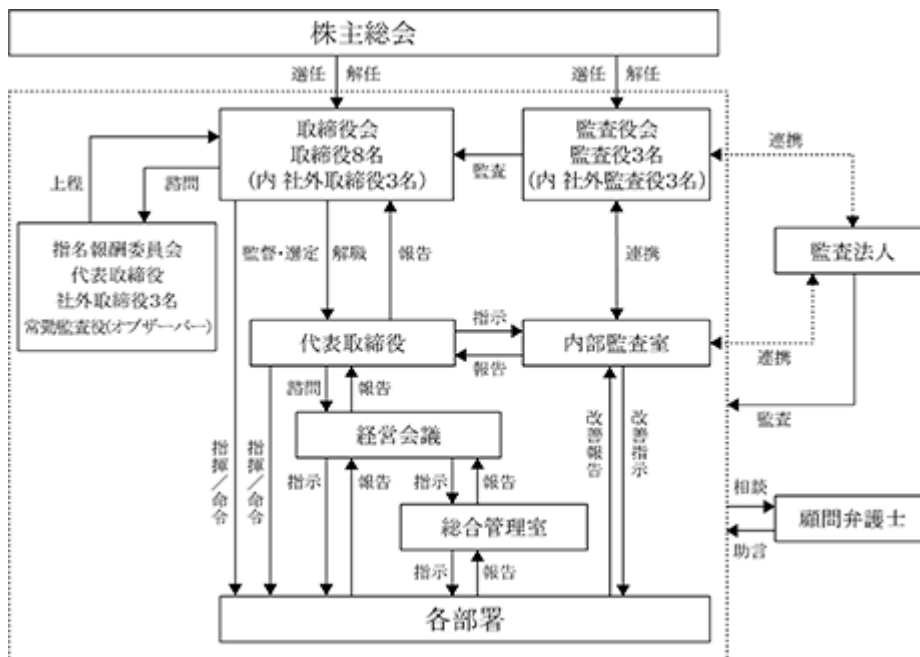 株主総会
選任
解任
選任
解任
取締役会
取締役8名
(内 社外取締役3名)
監査
監査役会
監査役3名
(内 社外監査役3名)
連携
上程
諮問
指名報酬委員会
代表取締役
社外取締役3名
常勤監査役(オブザーバー)
監督・選定
解職
報告
連携
監査法人
代表取締役
指示
報告
内部監査室
連携
監査
諮問
報告
経営会議
指揮/命令
指揮/命令
指示
報告
指示
報告
改善報告
改善指示
総合管理室
指示
報告
相談
助言
顧問弁護士
各部署